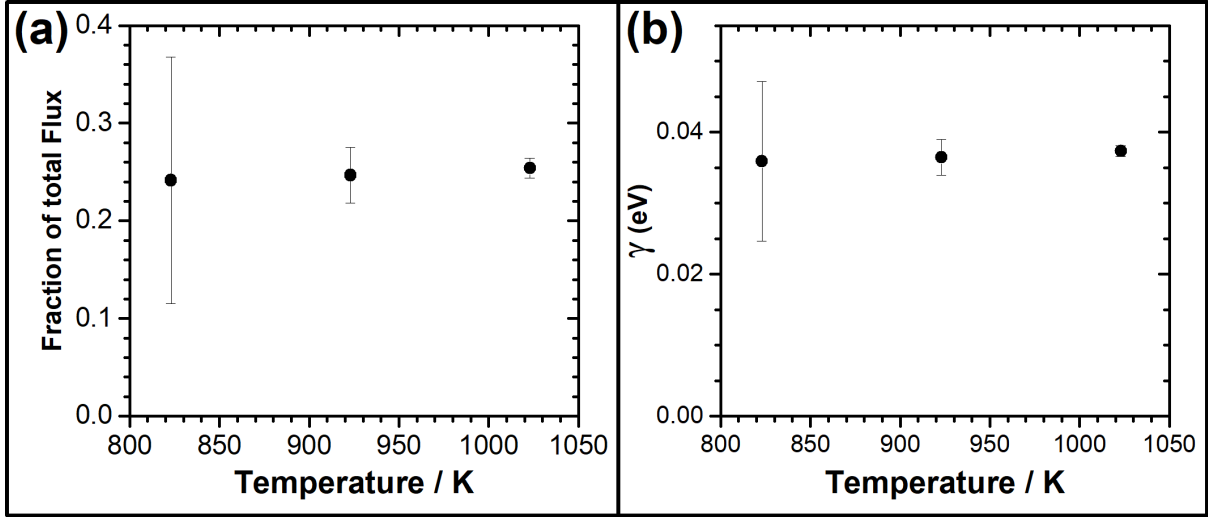 (a)
0.4
0.3
0.2
0.1
0.0
Fraction of total Flux
800 850 900 950 1000 1050
Temperature / K
(b)
0.04
0.02
0.00
γ (eV)
800 850 900 950 1000 1050
Temperature / K